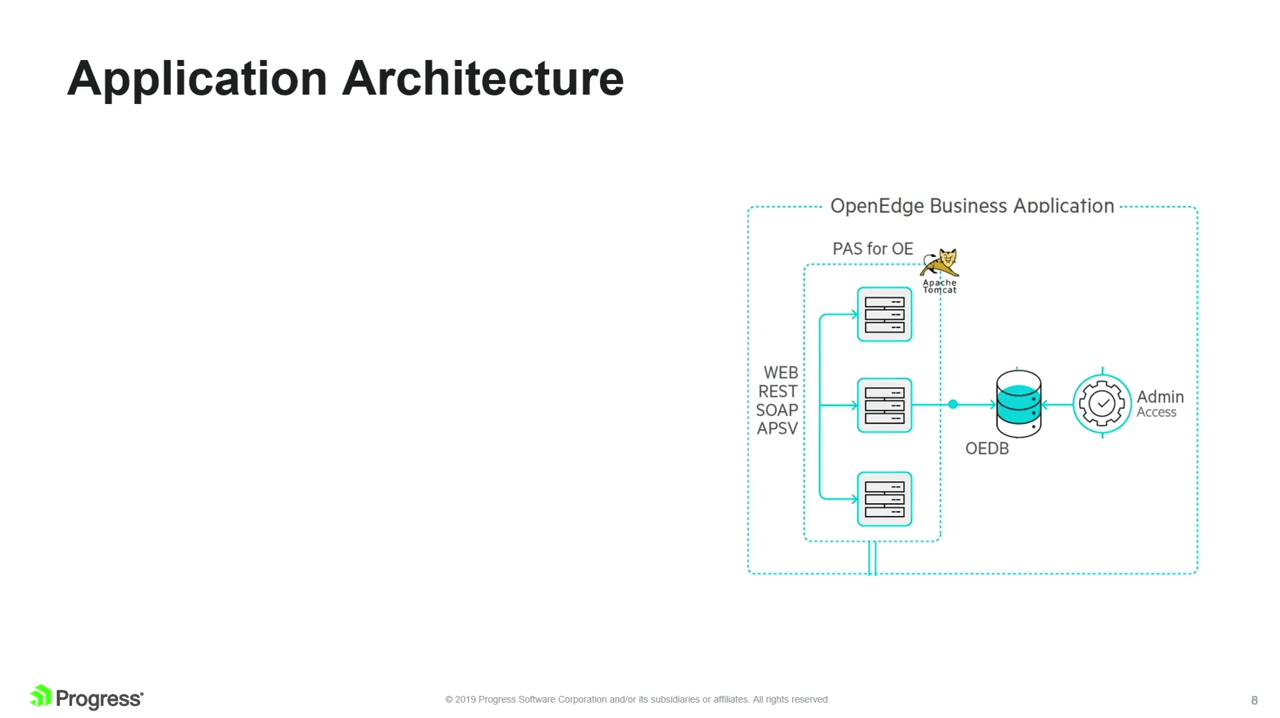 Application Architecture
OpenEdge Business Application
PAS for OE
Apache
Tomcat
WEB
REST
SOAP
APSV
OEDB
Admin
Access
Progress
© 2019 Progress Software Corporation and/or its subsidiaries or affiliates. All rights reserved.
8